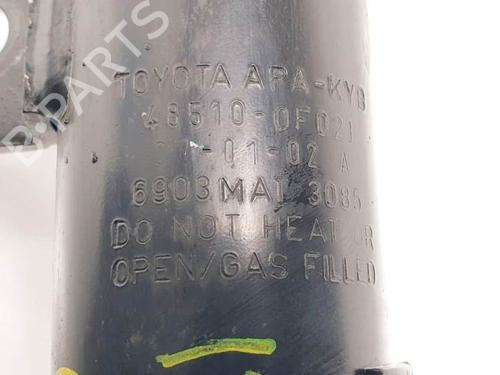 TOYOTA APA-KYB
48510-0F021
-01-02 A
6903MAT 3085
DO NOT HEAT OR
OPEN/GAS FILLED
B-PARTS